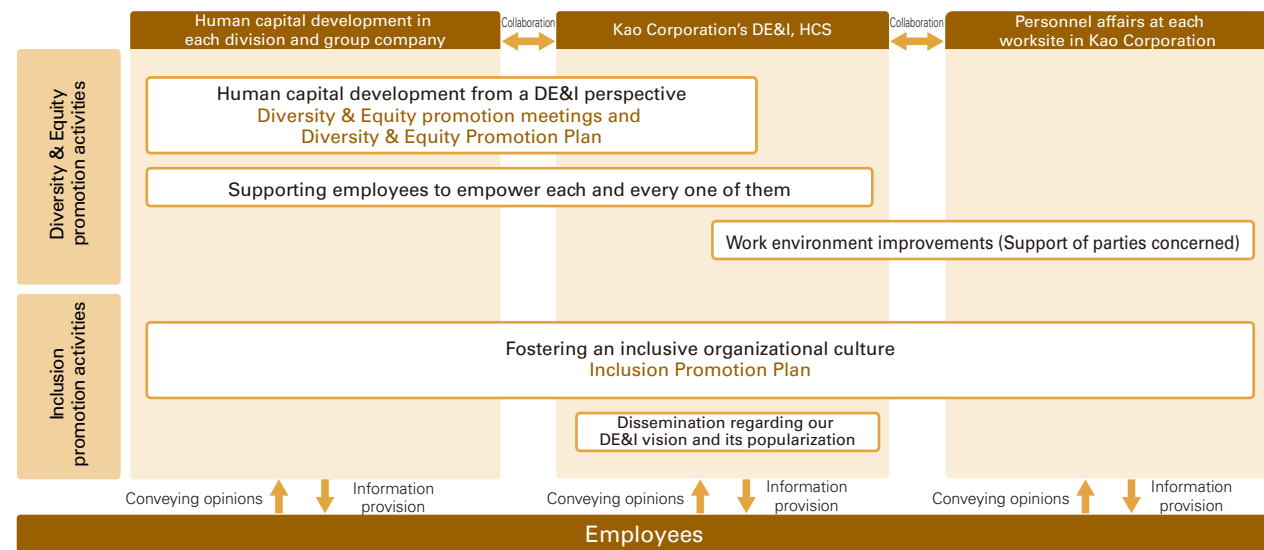 Human capital development in
each division and group company
Collaboration
Kao Corporation's DE&I, HCS
Collaboration
Personnel affairs at each
worksite in Kao Corporation
Diversity & Equity
promotion activities
Human capital development from a DE&I perspective
Diversity & Equity promotion meetings and
Diversity & Equity Promotion Plan
Supporting employees to empower each and every one of them
Work environment improvements (Support of parties concerned)
Inclusion
promotion activities
Fostering an inclusive organizational culture
Inclusion Promotion Plan
Dissemination regarding our
DE&I vision and its popularization
Conveying opinions
Information
provision
Conveying opinions
Information
provision
Conveying opinions
Information
provision
Employees